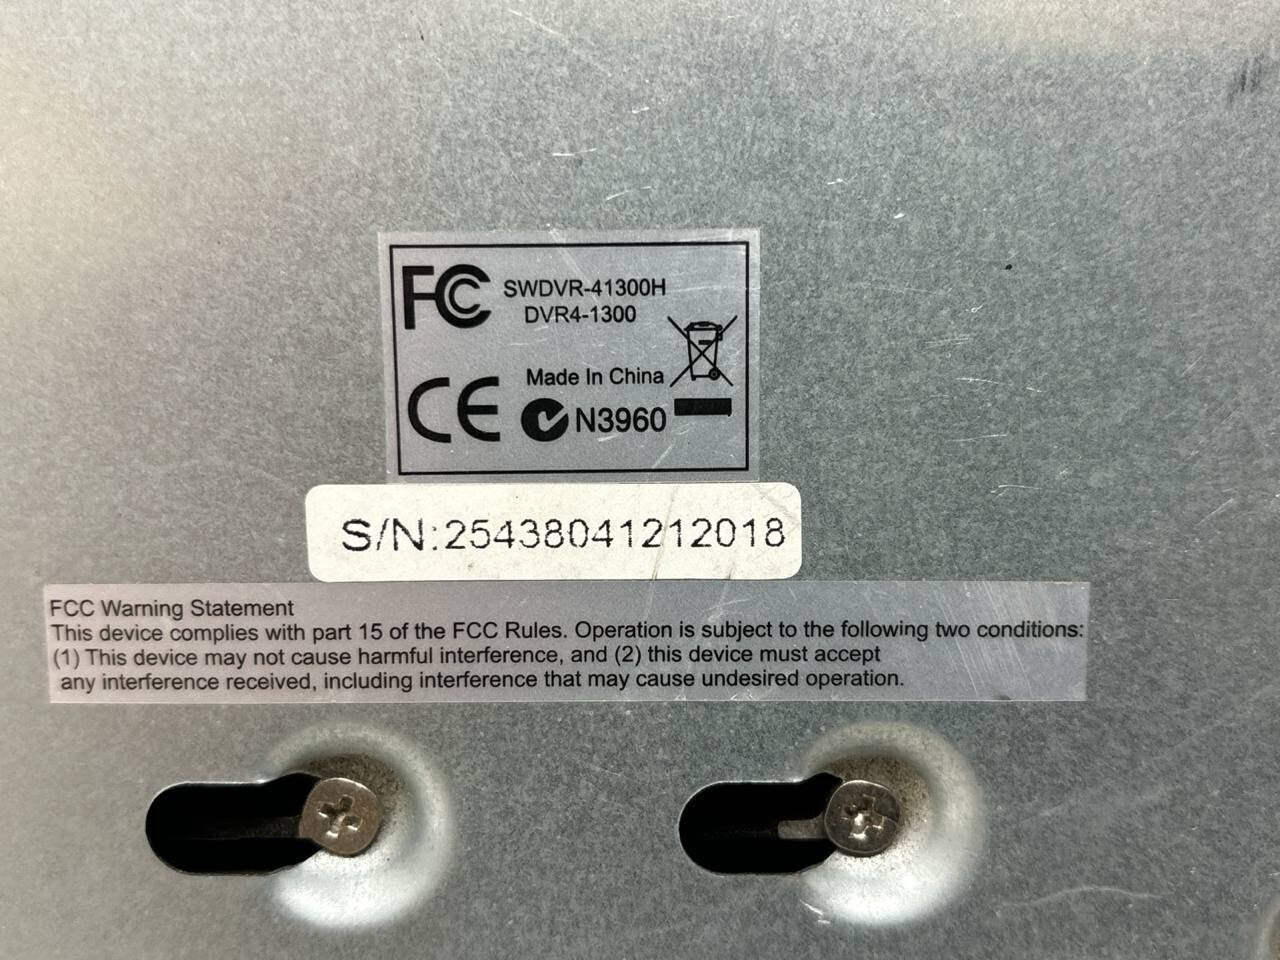 FC SWDVR-41300H
DVR4-1300
Made In China
CE N3960
S/N:25438041212018
FCC Warning Statement
This device complies with part 15 of the FCC Rules. Operation is subject to the following two conditions:
(1) This device may not cause harmful interference, and (2) this device must accept
any interference received, including interference that may cause undesired operation.